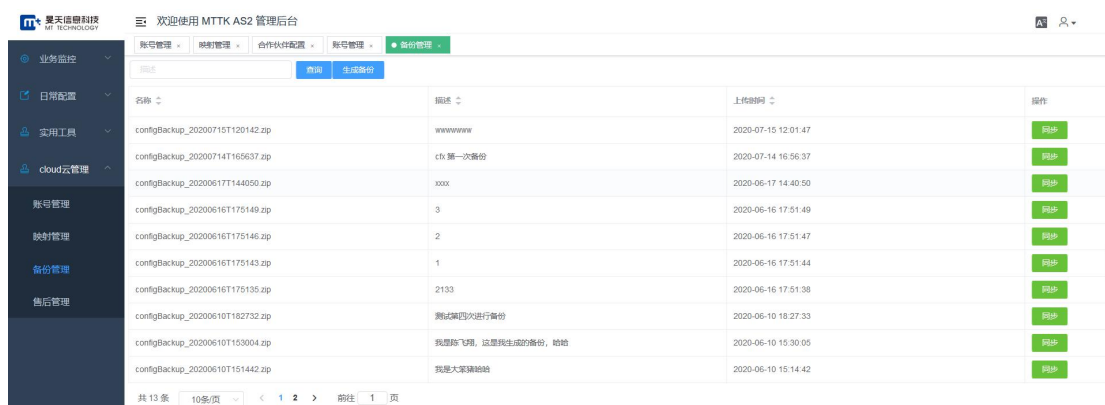 昊天信息科技
MT TECHNOLOGY
欢迎使用 MTTK AS2 管理后台
账号管理 × 映射管理 × 合作伙伴配置 × 账号管理 × 备份管理 ×
业务监控
日常配置
实用工具
cloud云管理
账号管理
映射管理
备份管理
售后管理
描述 查询 生成备份
名称 描述 上传时间 操作
configBackup_20200715T120142.zip wwwwwww 2020-07-15 12:01:47 同步
configBackup_20200714T165637.zip cfx 第一次备份 2020-07-14 16:56:37 同步
configBackup_20200617T144050.zip xxxx 2020-06-17 14:40:50 同步
configBackup_20200616T175149.zip 3 2020-06-16 17:51:49 同步
configBackup_20200616T175146.zip 2 2020-06-16 17:51:47 同步
configBackup_20200616T175143.zip 1 2020-06-16 17:51:44 同步
configBackup_20200616T175135.zip 2133 2020-06-16 17:51:38 同步
configBackup_20200610T182732.zip 测试第四次进行备份 2020-06-10 18:27:33 同步
configBackup_20200610T153004.zip 我是陈飞翔，这是我生成的备份，哈哈 2020-06-10 15:30:05 同步
configBackup_20200610T151442.zip 我是大笨猪哈哈 2020-06-10 15:14:42 同步
共 13 条 10条/页 1 2 前往 1 页